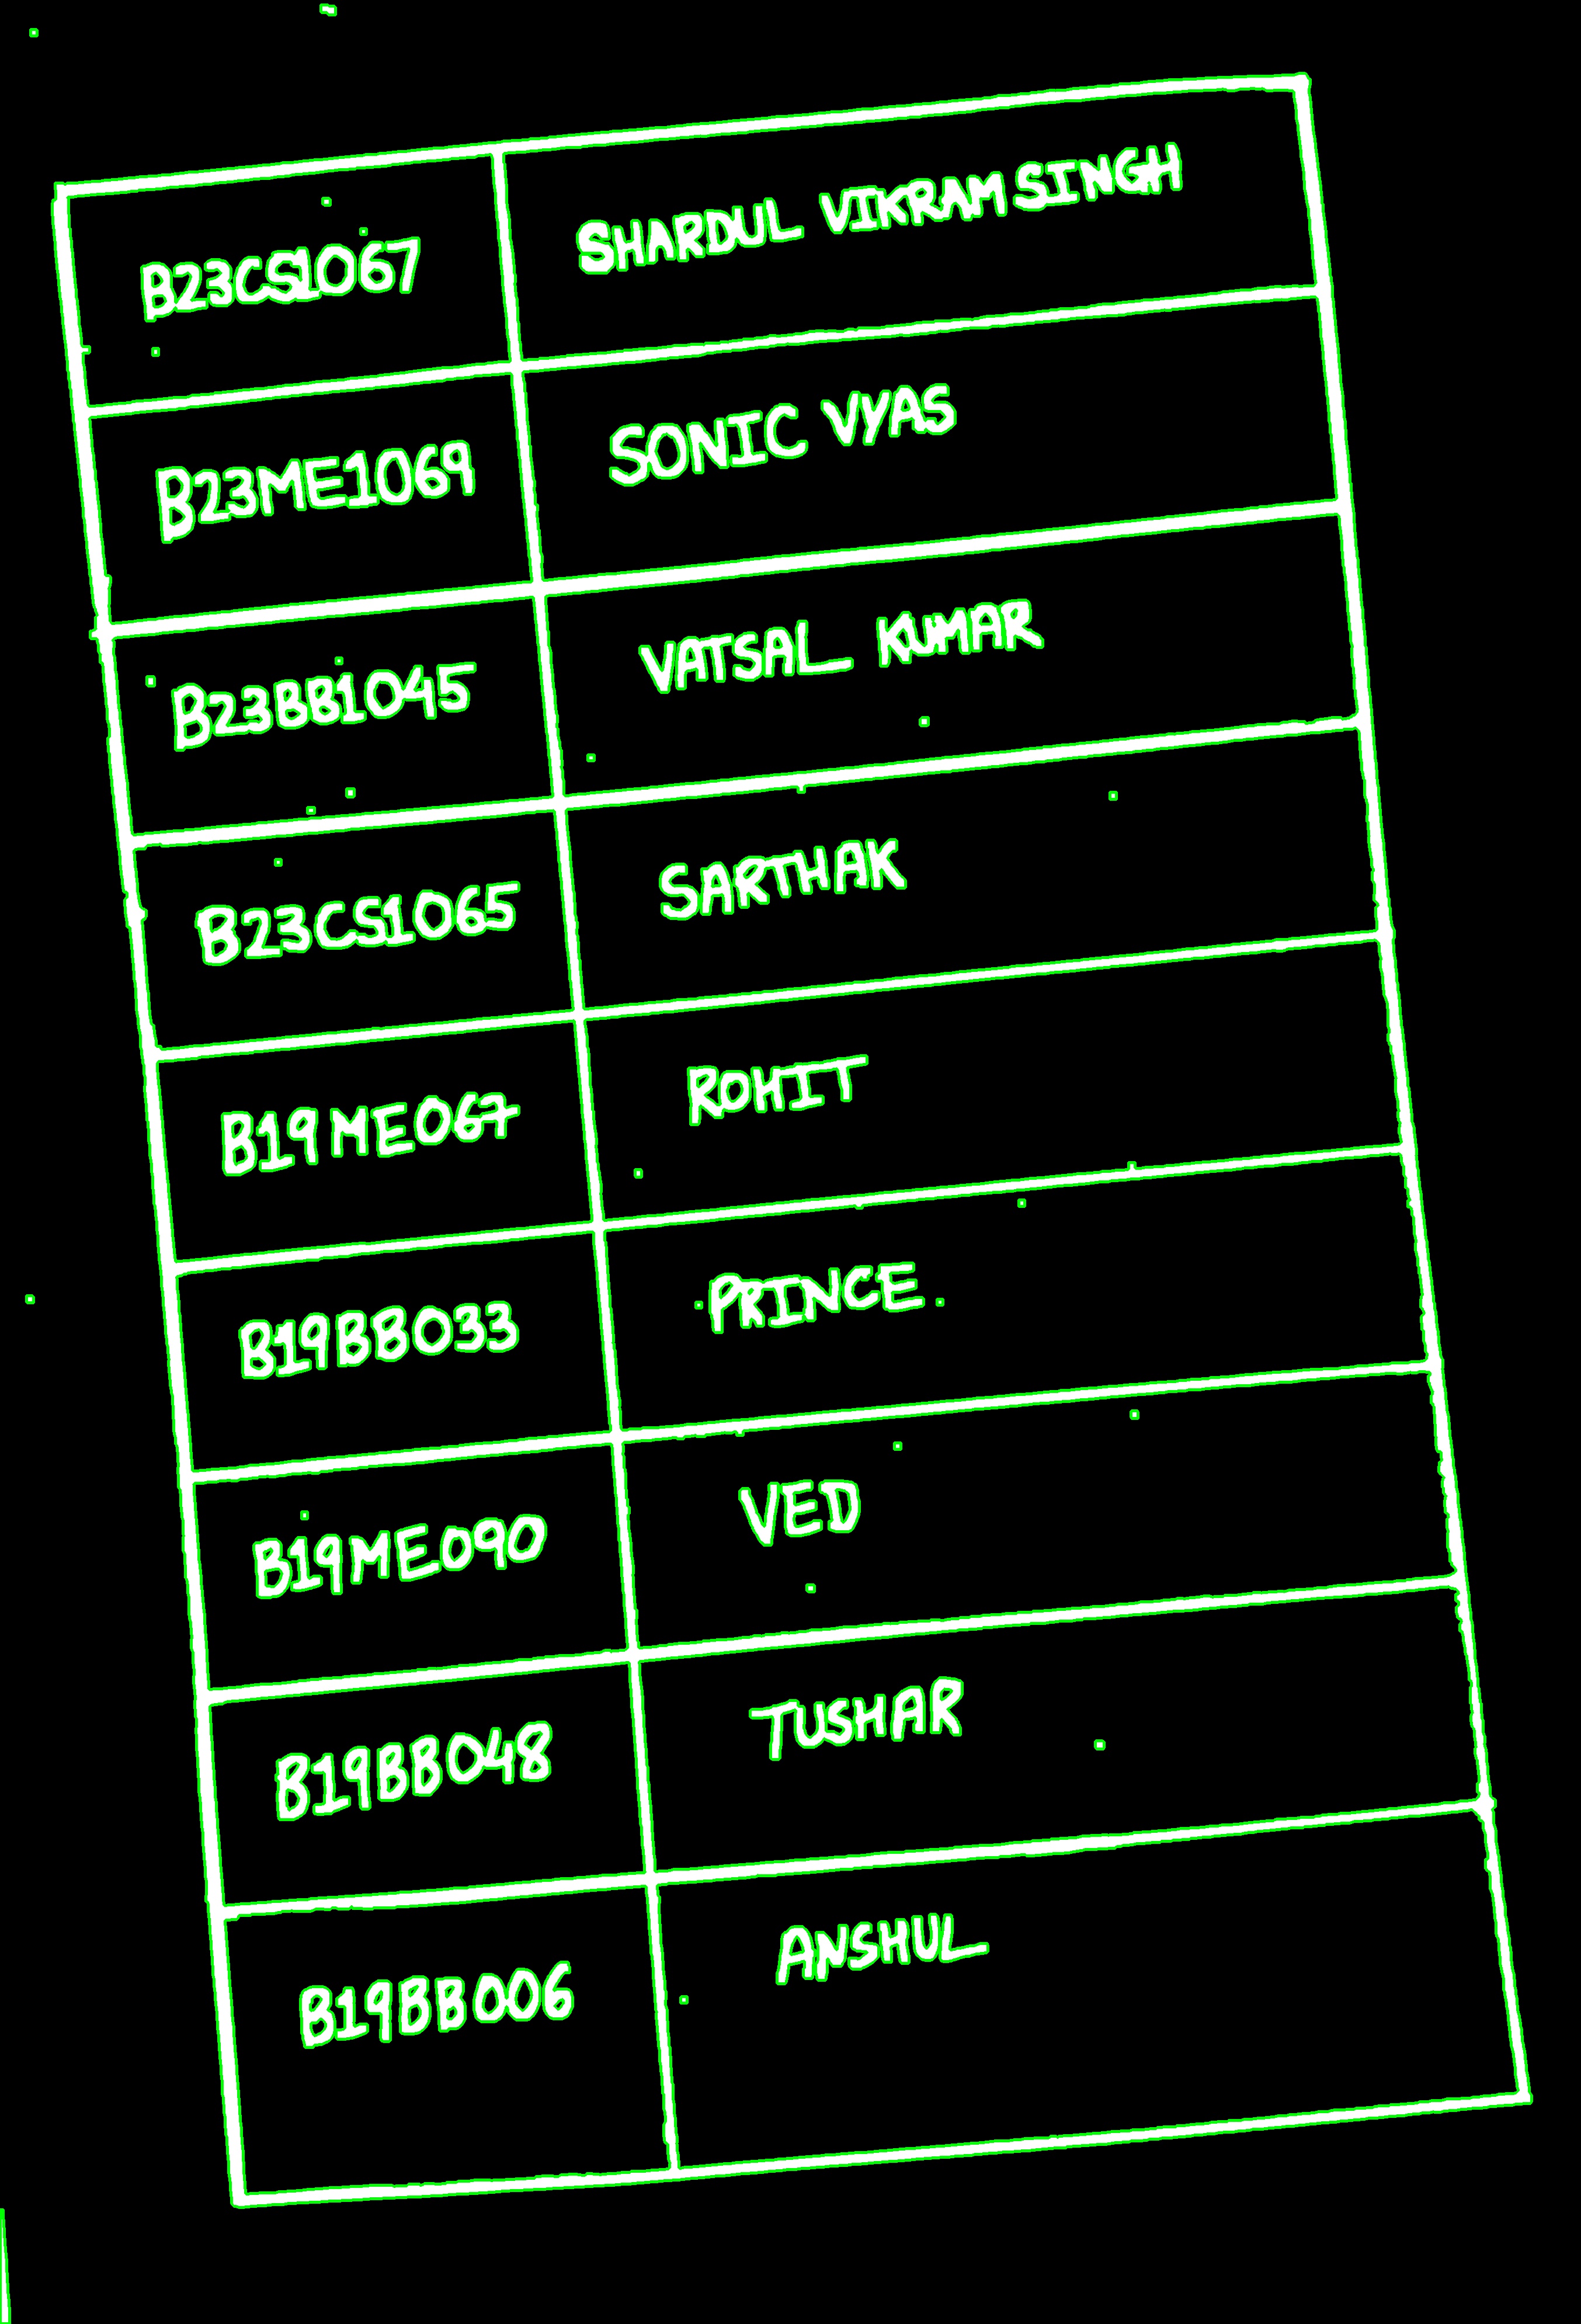 B23CS1067 SHARDUL VIKRAM SINGH
B23ME1069 SONIC VYAS
B23BB1045 VATSAL KUMAR
B23CS1065 SARTHAK
B19ME067 ROHIT
B19BB033 PRINCE
B19ME090 VED
B19BB048 TUSHAR
B19BB006 ANSHUL